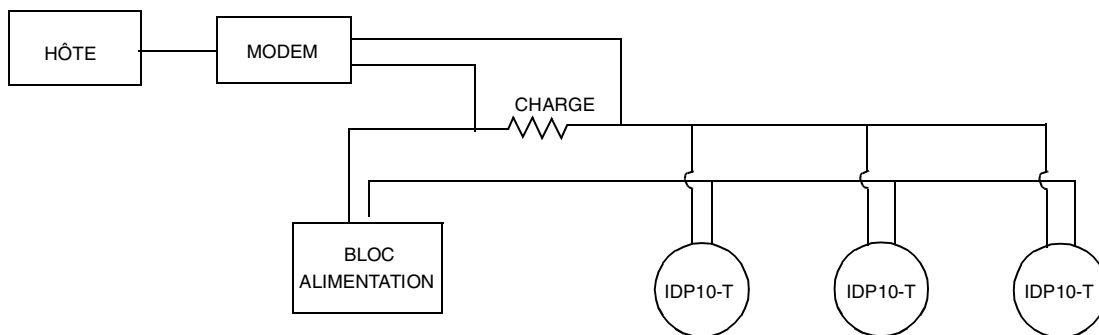 HÔTE
MODEM
CHARGE
BLOC
ALIMENTATION
IDP10-T
IDP10-T
IDP10-T